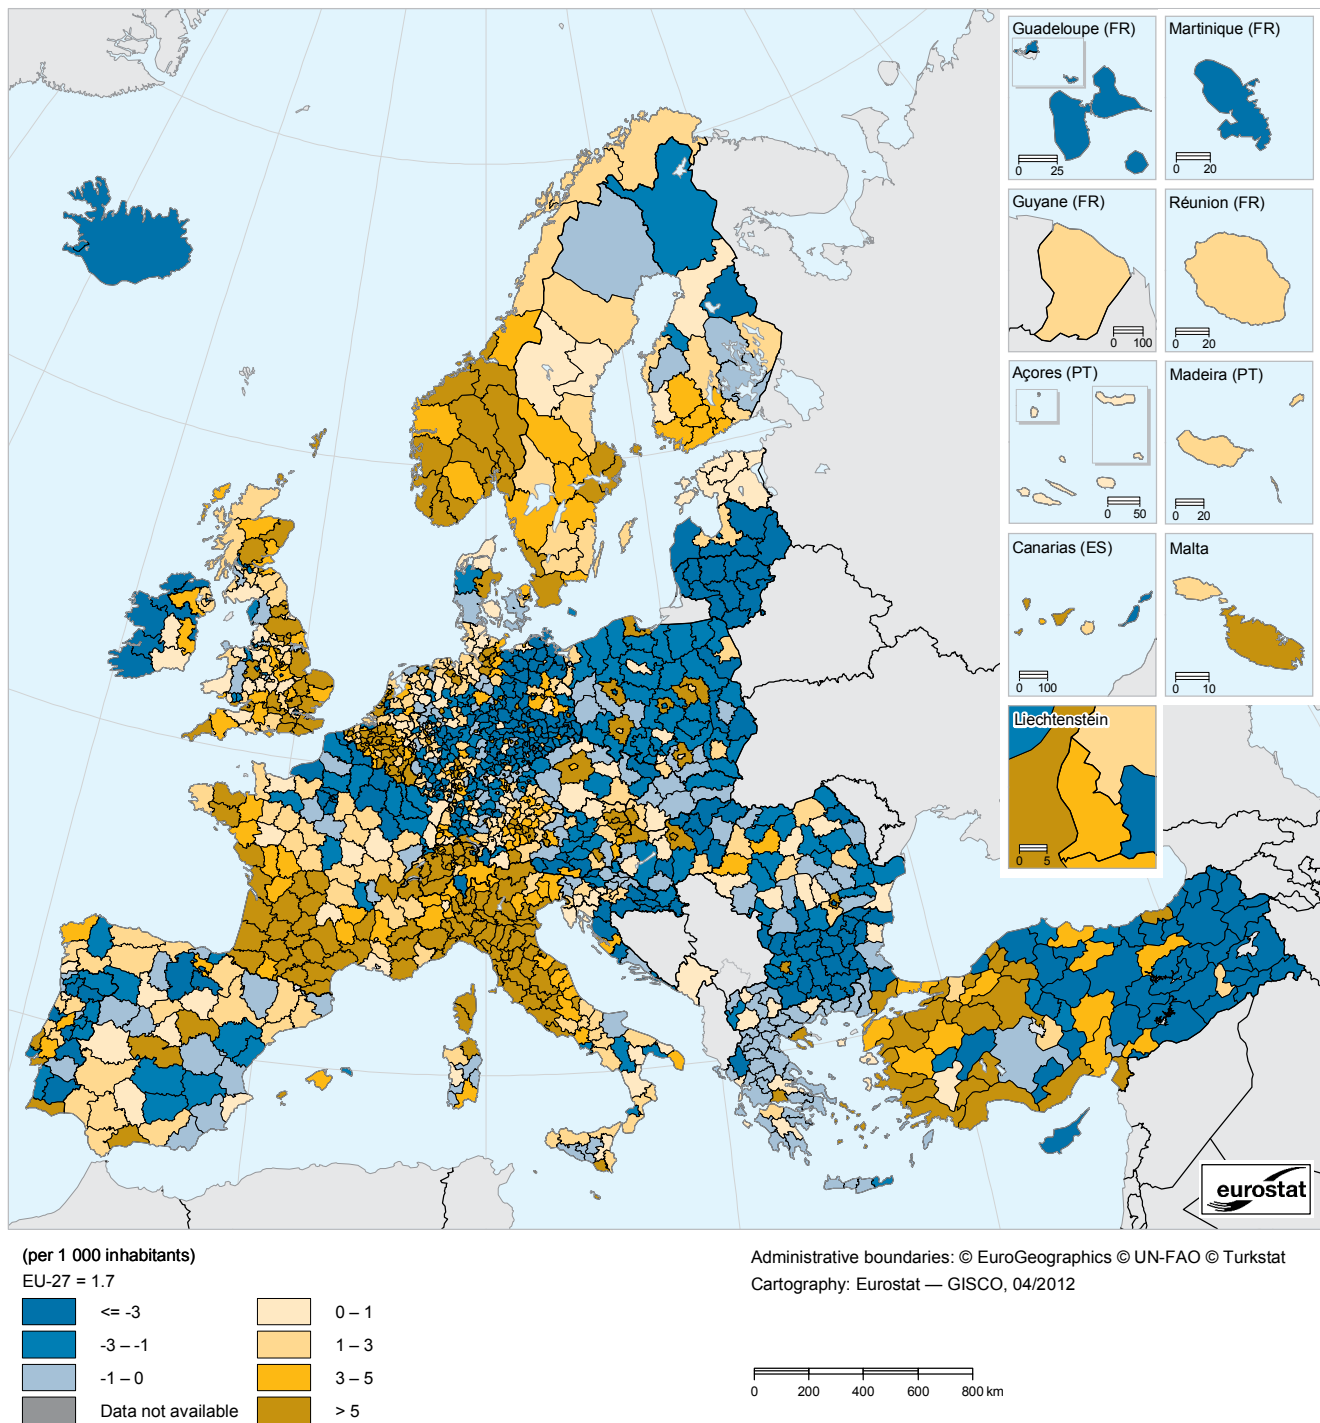 Guadeloupe (FR)
0 25
Martinique (FR)
0 20
Guyane (FR)
0 100
Réunion (FR)
0 20
Açores (PT)
0 50
Madeira (PT)
0 20
Canarias (ES)
0 100
Malta
0 10
Liechtenstein
0 5
eurostat
(per 1 000 inhabitants)
EU-27 = 1.7
<= -3
-3 – -1
-1 – 0
Data not available
0 – 1
1 – 3
3 – 5
> 5
Administrative boundaries: © EuroGeographics © UN-FAO © Turkstat
Cartography: Eurostat — GISCO, 04/2012
0 200 400 600 800 km